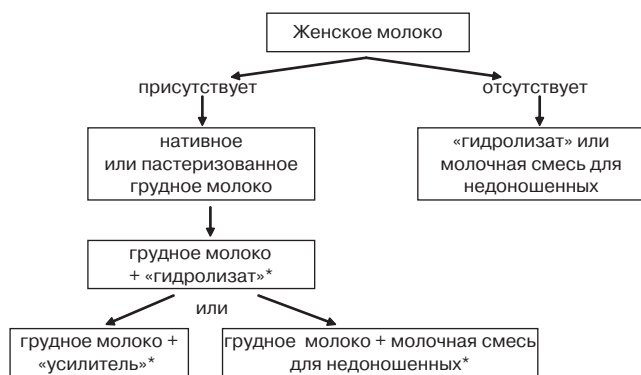 Женское молоко
присутствует
отсутствует
нативное
или пастеризованное
грудное молоко
«гидролизат» или
молочная смесь для
недоношенных
грудное молоко
+ «гидролизат»*
или
грудное молоко +
«усилитель»*
грудное молоко + молочная смесь
для недоношенных*